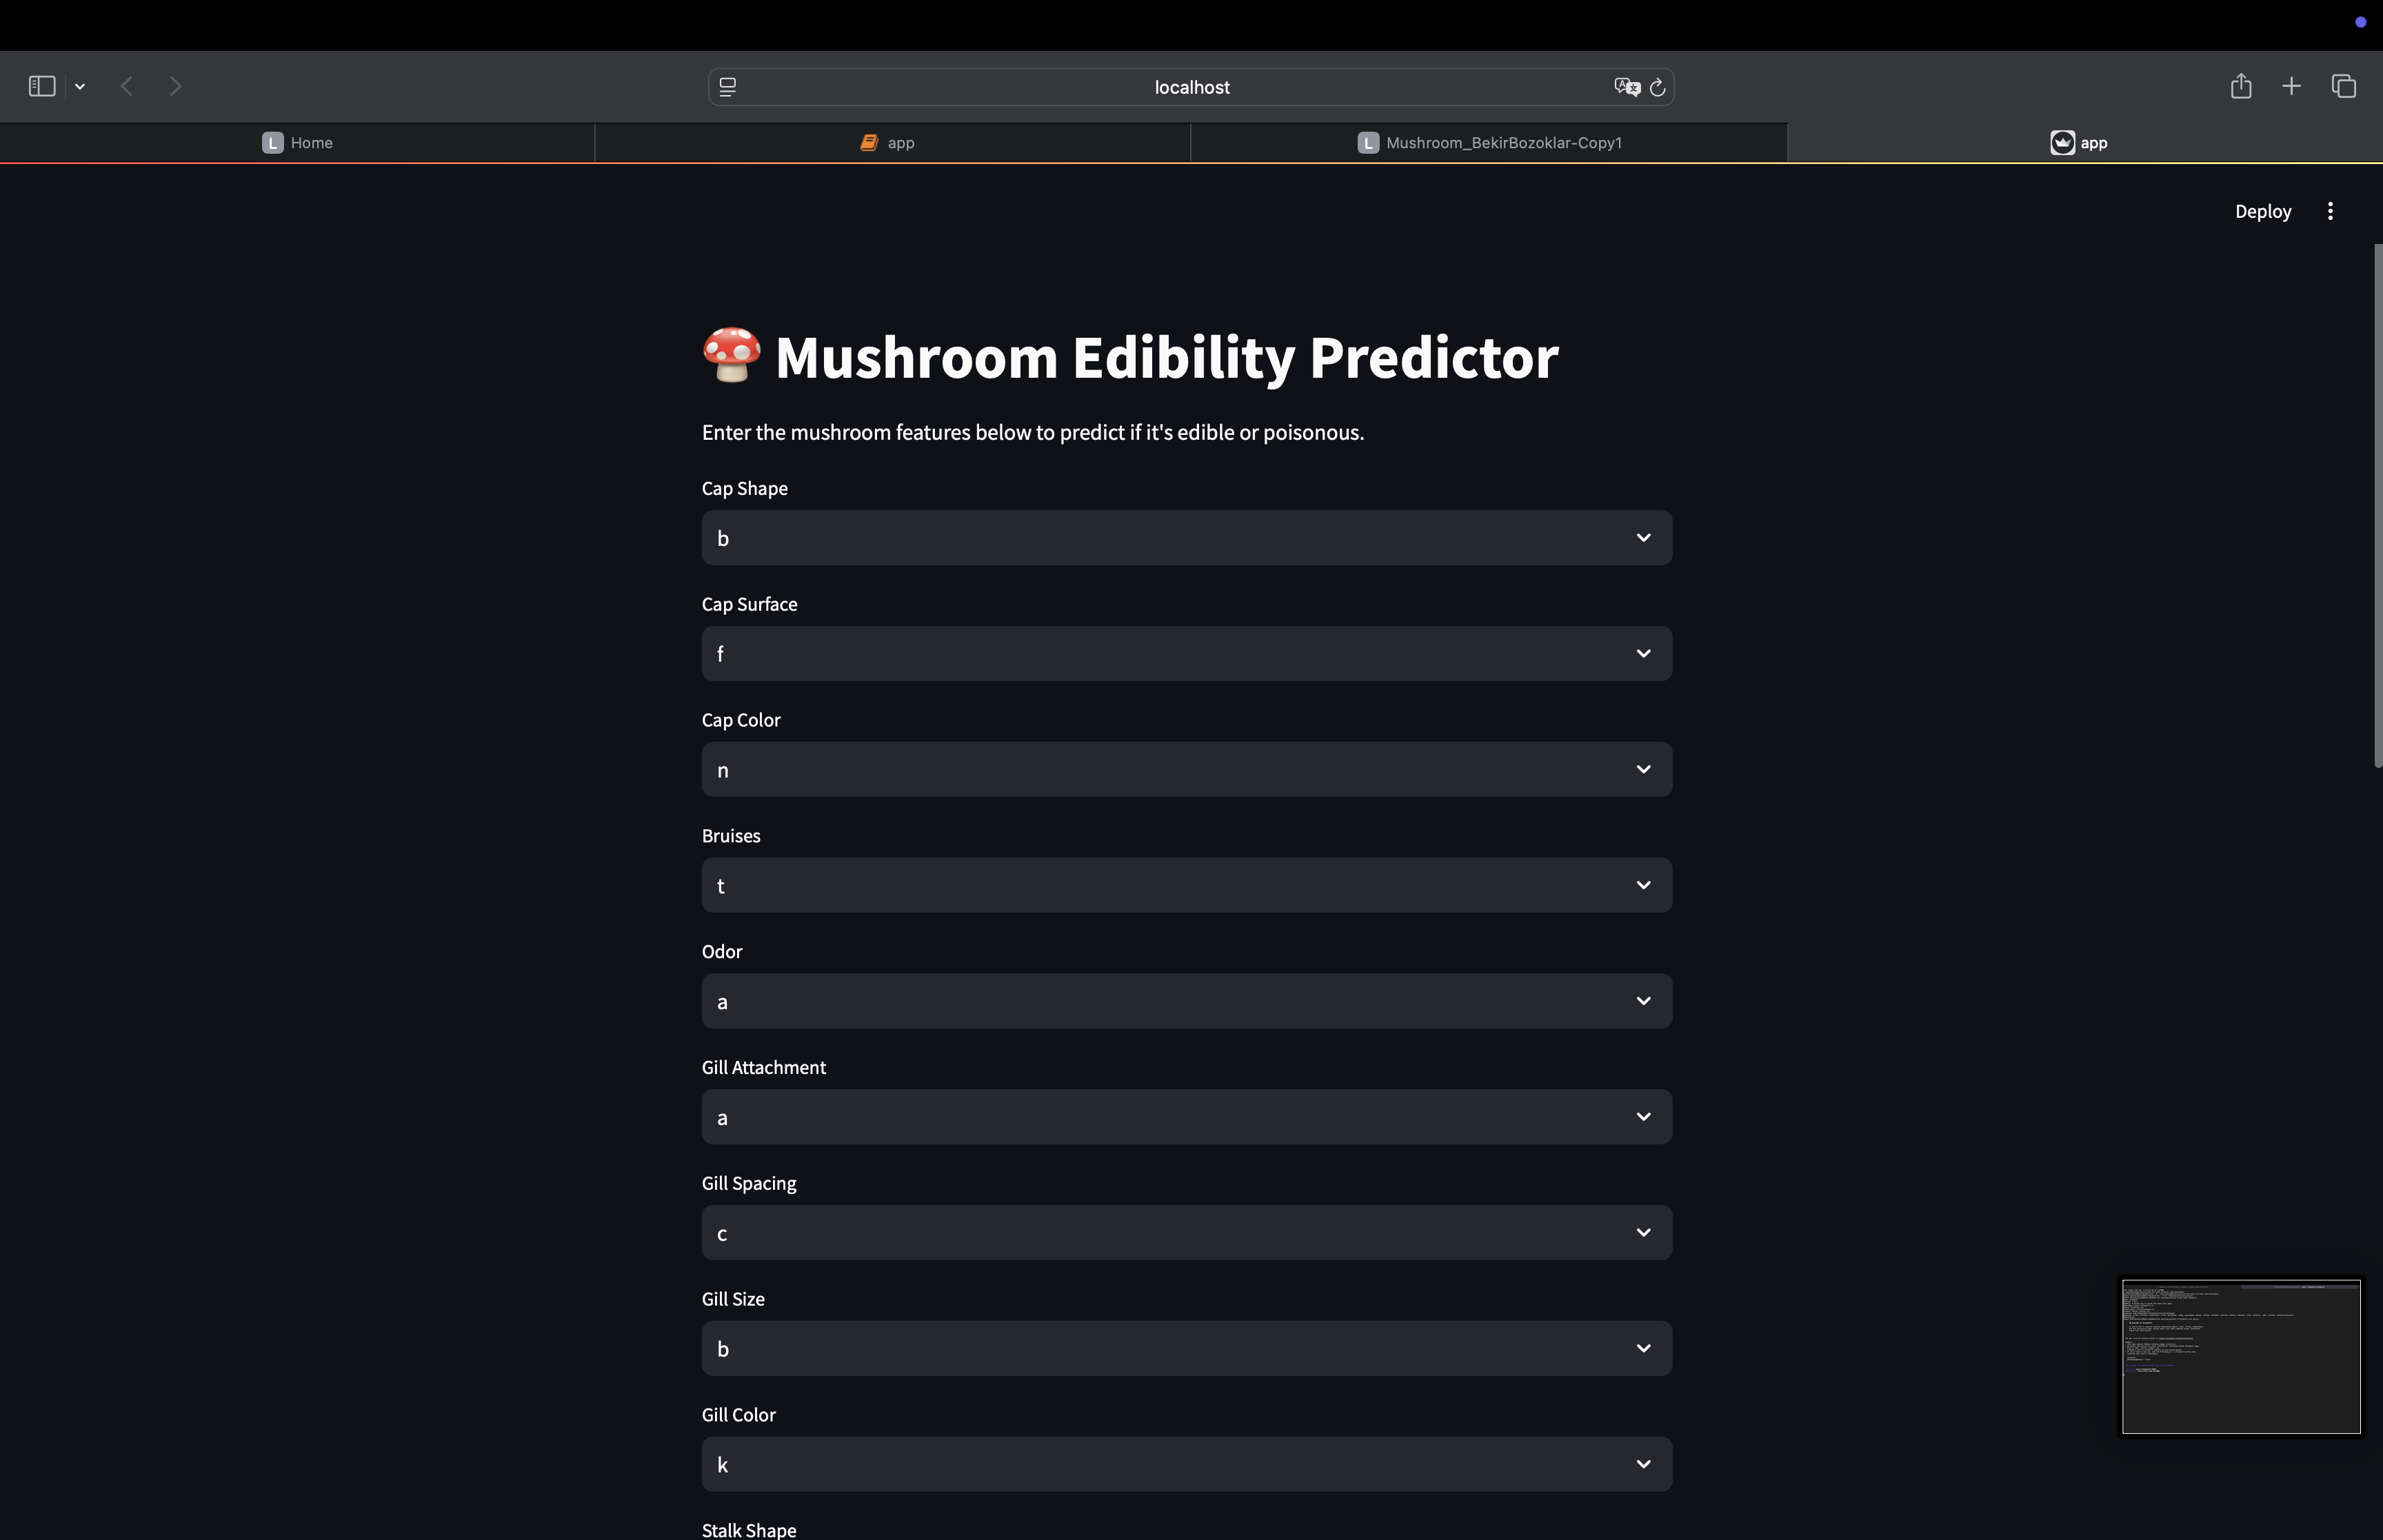 localhost
L Home
app
L Mushroom_BekirBozoklar-Copy1
app
Deploy
Mushroom Edibility Predictor
Enter the mushroom features below to predict if it's edible or poisonous.
Cap Shape
b
Cap Surface
f
Cap Color
n
Bruises
t
Odor
a
Gill Attachment
a
Gill Spacing
c
Gill Size
b
Gill Color
k
Stalk Shape